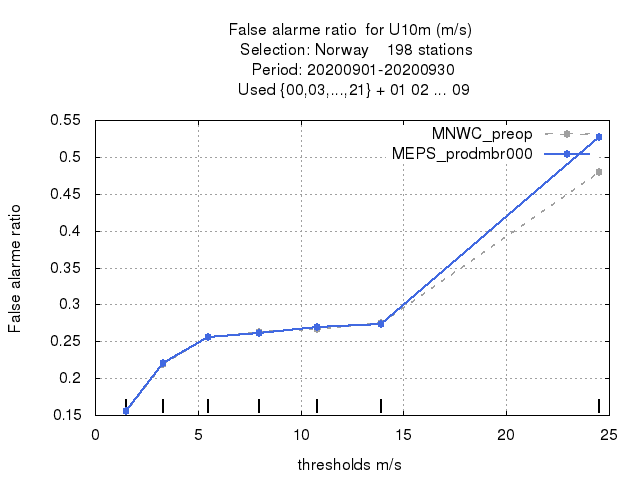 False alarme ratio  for U10m (m/s)
Selection: Norway    198 stations
Period: 20200901-20200930
Used {00,03,...,21} + 01 02 ... 09
MNWC_preop
MEPS_prodmbr000
False alarme ratio
0.55
0.5
0.45
0.4
0.35
0.3
0.25
0.2
0.15
0 5 10 15 20 25
thresholds m/s